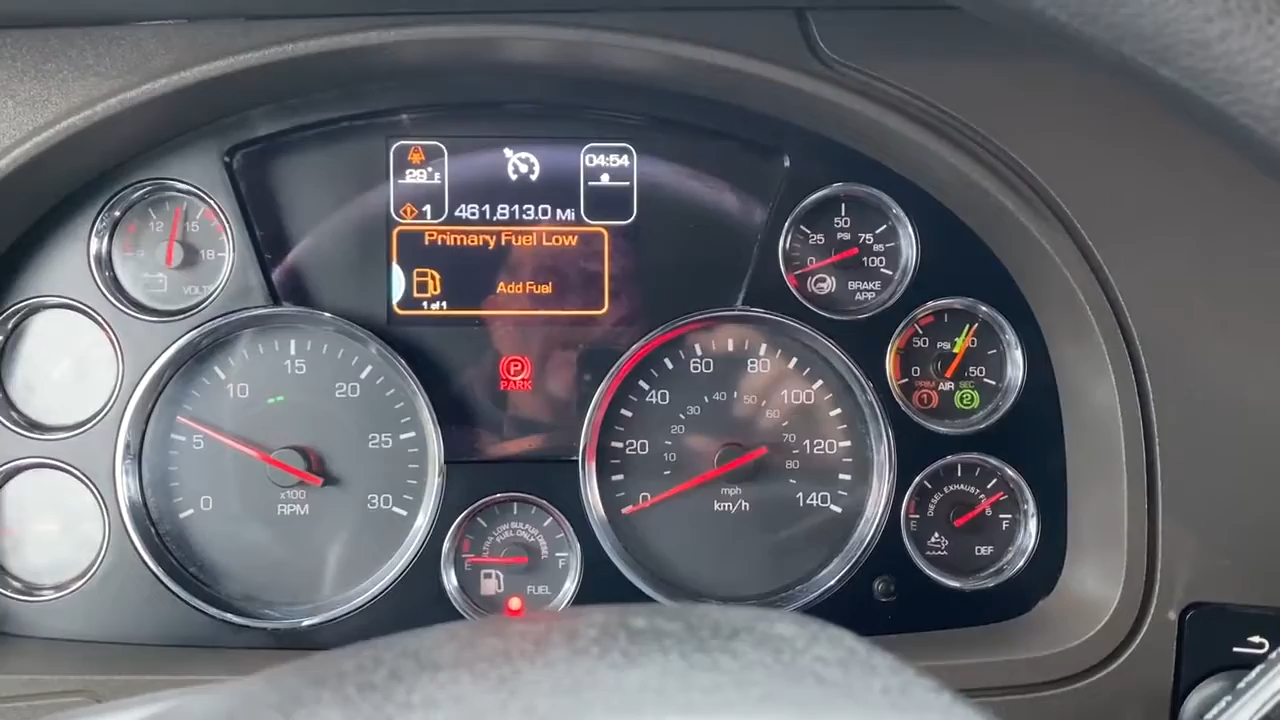 29°F
04:54
1
461,813.0 Mi
Primary Fuel Low
Add Fuel
1 of 1
P
PARK
9
12
15
18
VOLTS
0
5
10
15
20
25
30
x100
RPM
0
20
40
60
80
100
120
140
10
20
30
40
50
60
70
80
mph
km/h
ULTRA LOW SULFUR DIESEL
FUEL ONLY
E
F
FUEL
0
25
50
75
85
100
PSI
BRAKE
APP
0
50
PSI
PRIM
AIR
SEC
1
2
DIESEL EXHAUST FLUID
E
F
DEF